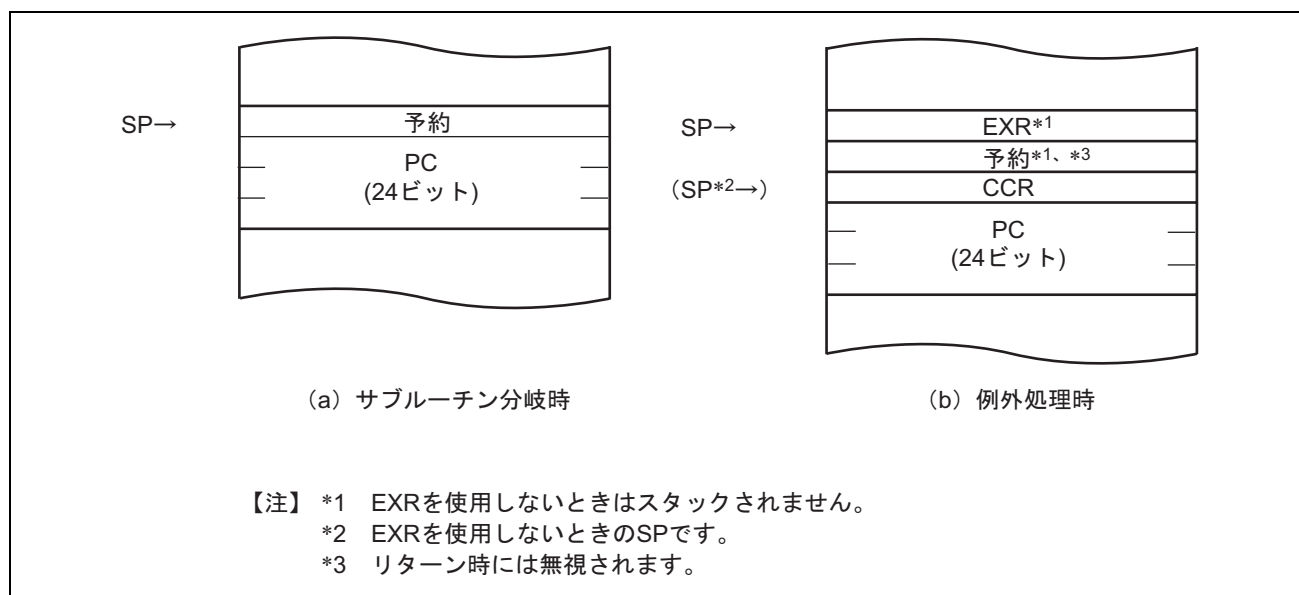 SP→
予約
PC
(24ビット)
(a) サブルーチン分岐時
SP→
(SP*2→)
EXR*1
予約*1、*3
CCR
PC
(24ビット)
(b) 例外処理時
【注】 *1 EXRを使用しないときはスタックされません。
*2 EXRを使用しないときのSPです。
*3 リターン時には無視されます。